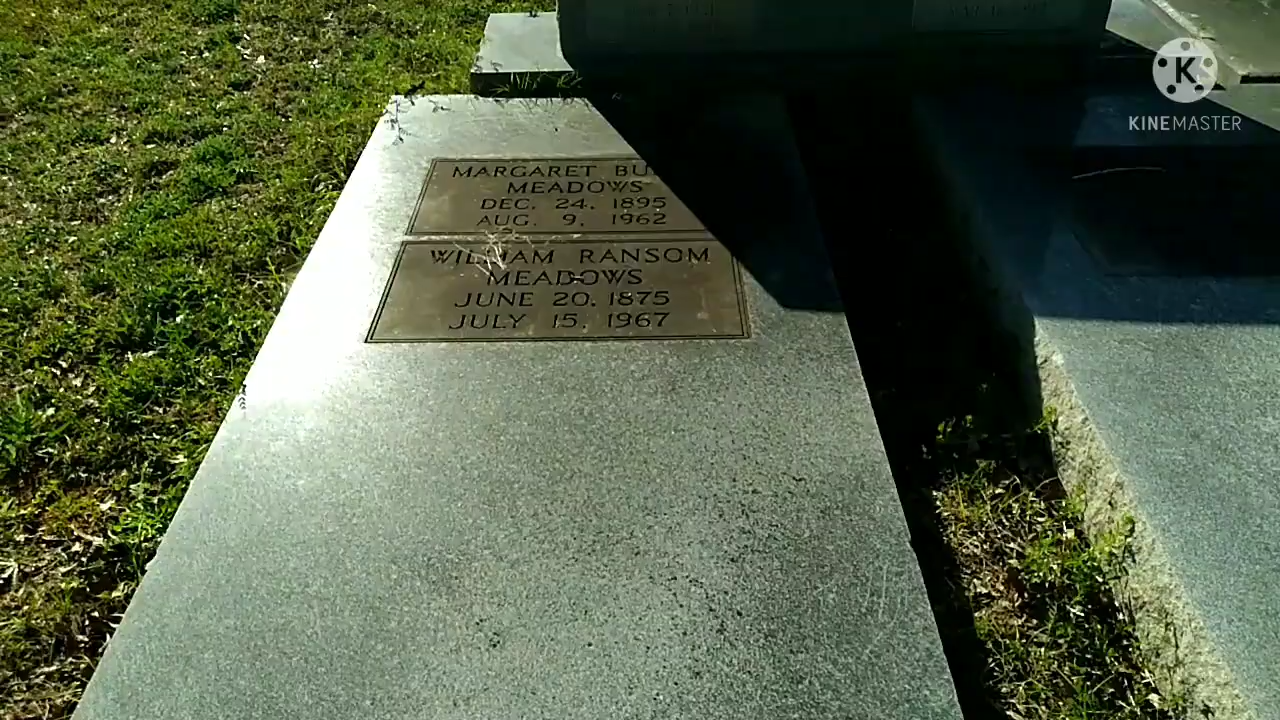 MARGARET
MEADOWS
DEC. 24, 1895
AUG. 9, 1962
WILLIAM RANSOM
MEADOWS
JUNE 20, 1875
JULY 15, 1967
K
KINEMASTER